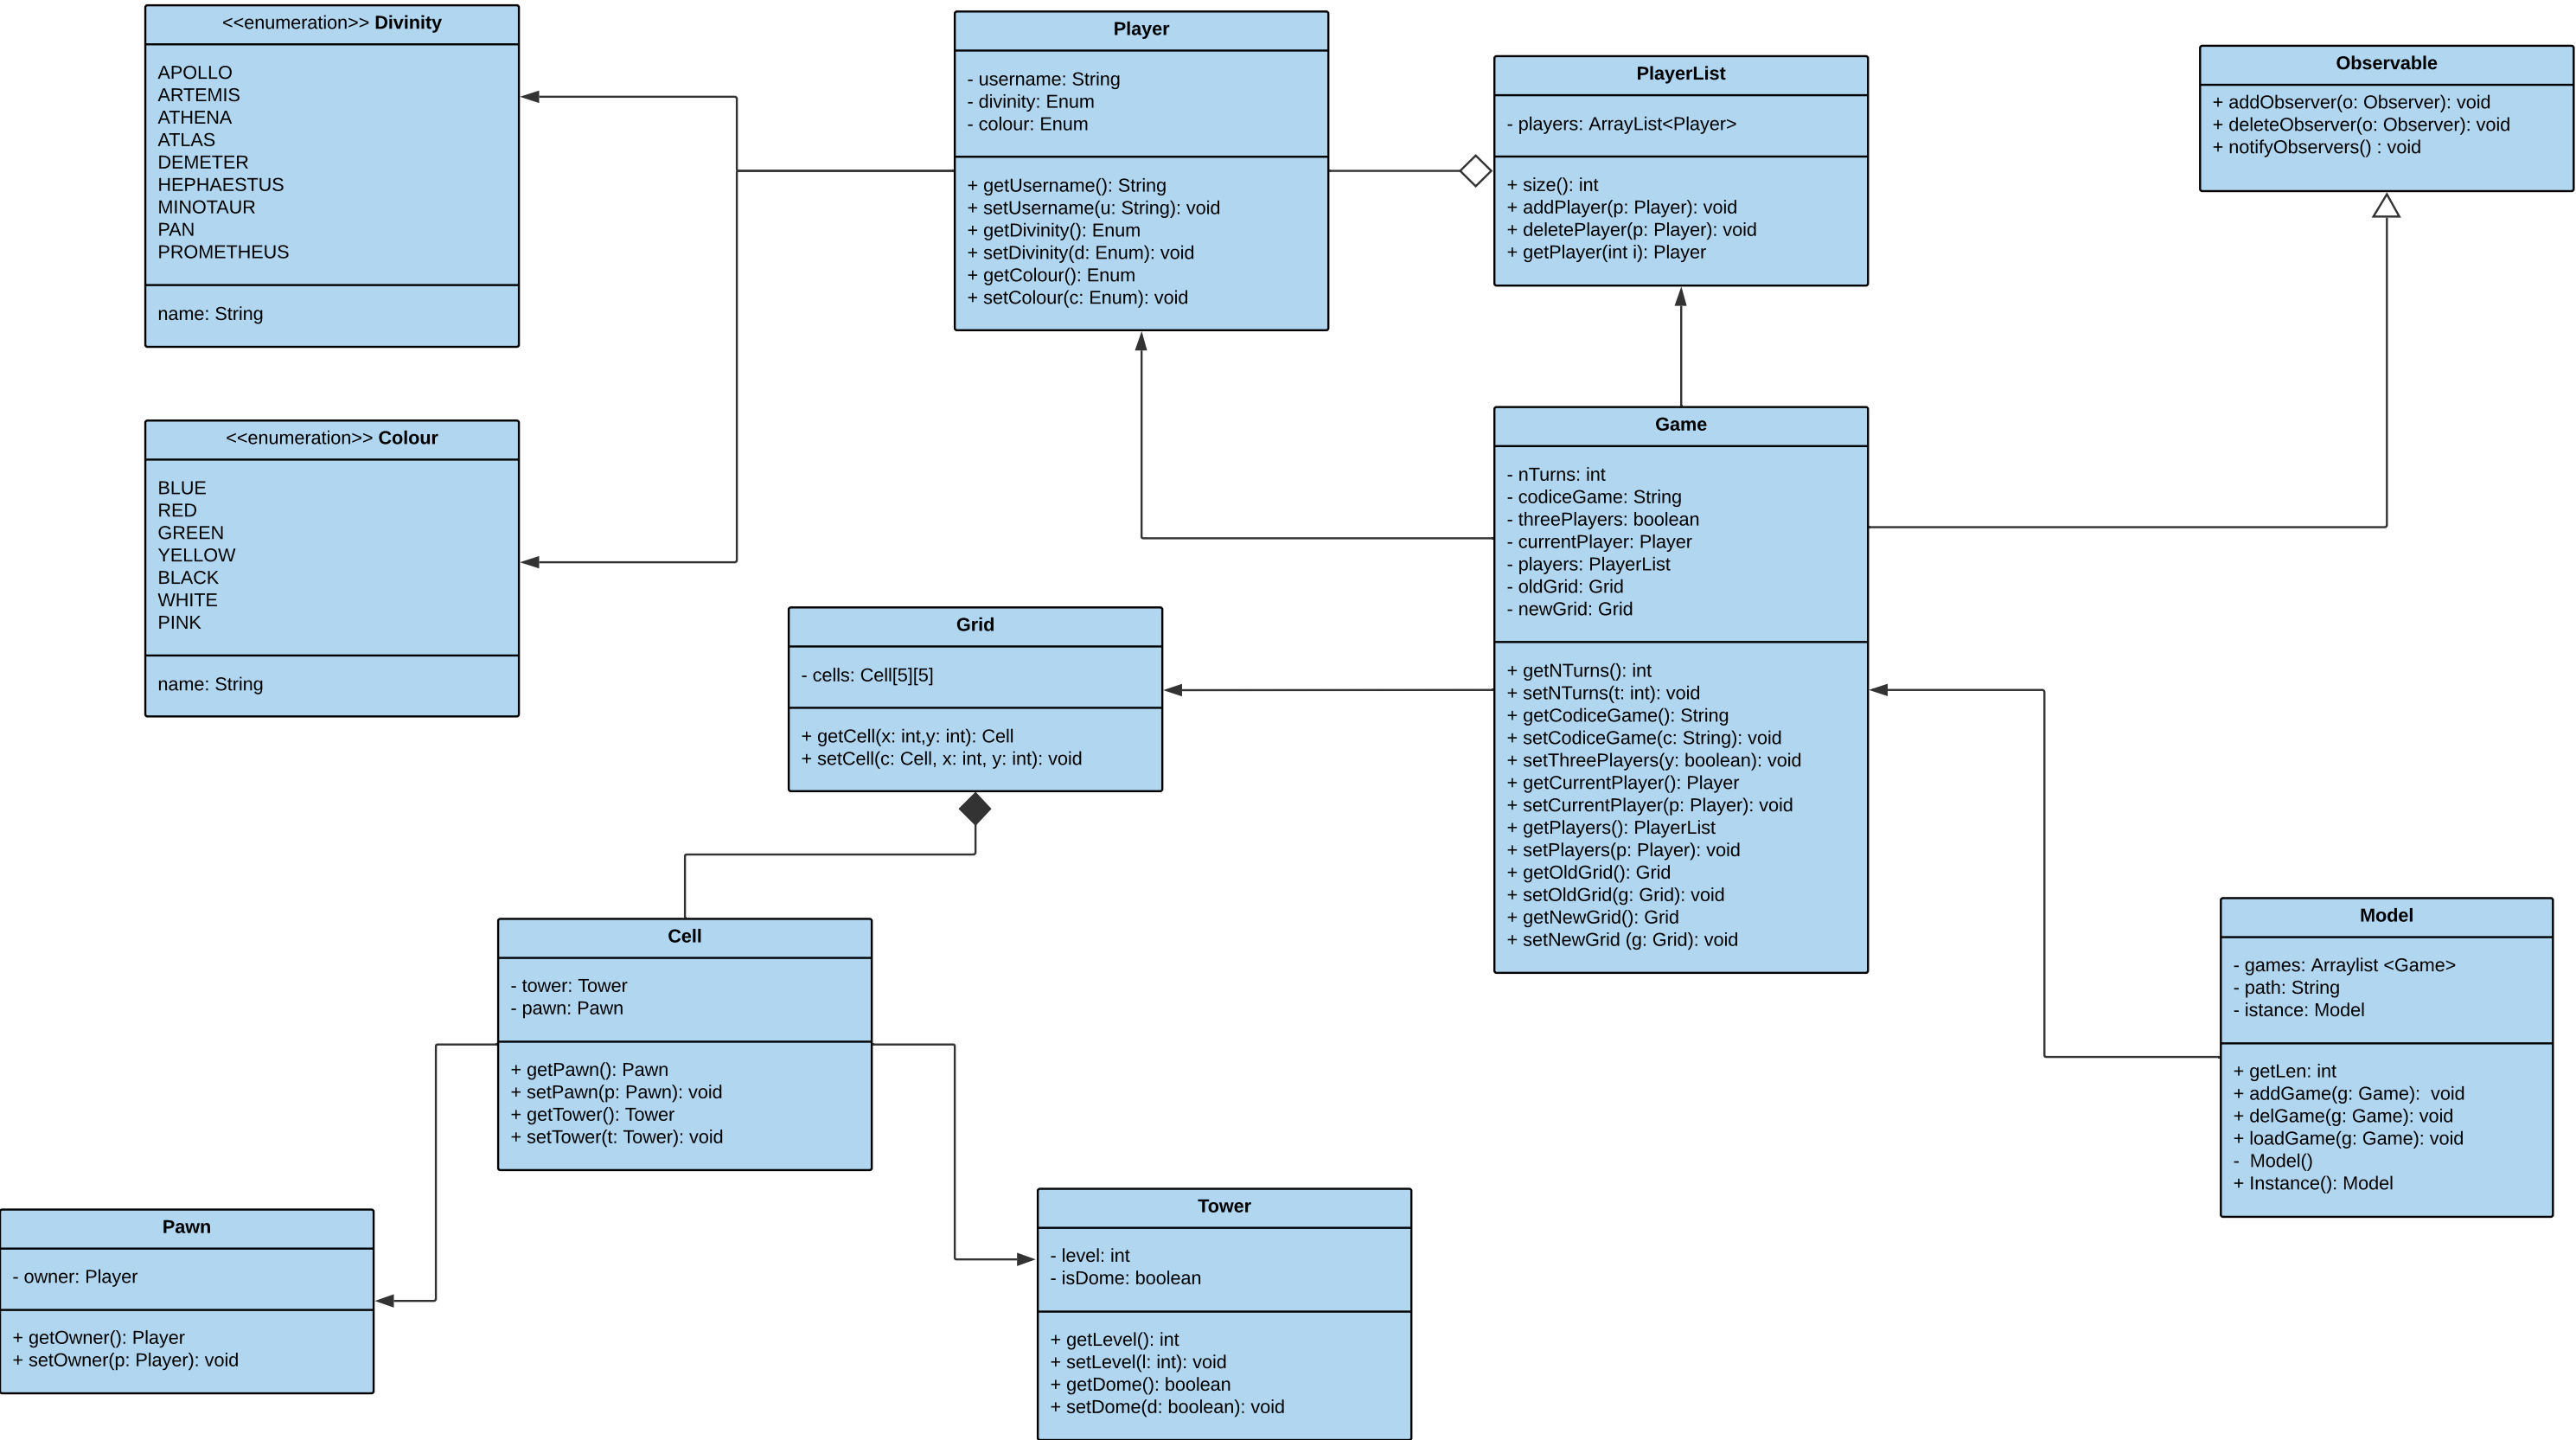 <<enumeration>> Divinity
APOLLO
ARTEMIS
ATHENA
ATLAS
DEMETER
HEPHAESTUS
MINOTAUR
PAN
PROMETHEUS
name: String
Player
- username: String
- divinity: Enum
- colour: Enum
+ getUsername(): String
+ setUsername(u: String): void
+ getDivinity(): Enum
+ setDivinity(d: Enum): void
+ getColour(): Enum
+ setColour(c: Enum): void
PlayerList
- players: ArrayList<Player>
+ size(): int
+ addPlayer(p: Player): void
+ deletePlayer(p: Player): void
+ getPlayer(int i): Player
Observable
+ addObserver(o: Observer): void
+ deleteObserver(o: Observer): void
+ notifyObservers() : void
<<enumeration>> Colour
BLUE
RED
GREEN
YELLOW
BLACK
WHITE
PINK
name: String
Game
- nTurns: int
- codiceGame: String
- threePlayers: boolean
- currentPlayer: Player
- players: PlayerList
- oldGrid: Grid
- newGrid: Grid
+ getNTurns(): int
+ setNTurns(t: int): void
+ getCodiceGame(): String
+ setCodiceGame(c: String): void
+ setThreePlayers(y: boolean): void
+ getCurrentPlayer(): Player
+ setCurrentPlayer(p: Player): void
+ getPlayers(): PlayerList
+ setPlayers(p: Player): void
+ getOldGrid(): Grid
+ setOldGrid(g: Grid): void
+ getNewGrid(): Grid
+ setNewGrid (g: Grid): void
Grid
- cells: Cell[5][5]
+ getCell(x: int,y: int): Cell
+ setCell(c: Cell, x: int, y: int): void
Cell
- tower: Tower
- pawn: Pawn
+ getPawn(): Pawn
+ setPawn(p: Pawn): void
+ getTower(): Tower
+ setTower(t: Tower): void
Model
- games: Arraylist <Game>
- path: String
- istance: Model
+ getLen: int
+ addGame(g: Game):  void
+ delGame(g: Game): void
+ loadGame(g: Game): void
-  Model()
+ Instance(): Model
Pawn
- owner: Player
+ getOwner(): Player
+ setOwner(p: Player): void
Tower
- level: int
- isDome: boolean
+ getLevel(): int
+ setLevel(l: int): void
+ getDome(): boolean
+ setDome(d: boolean): void